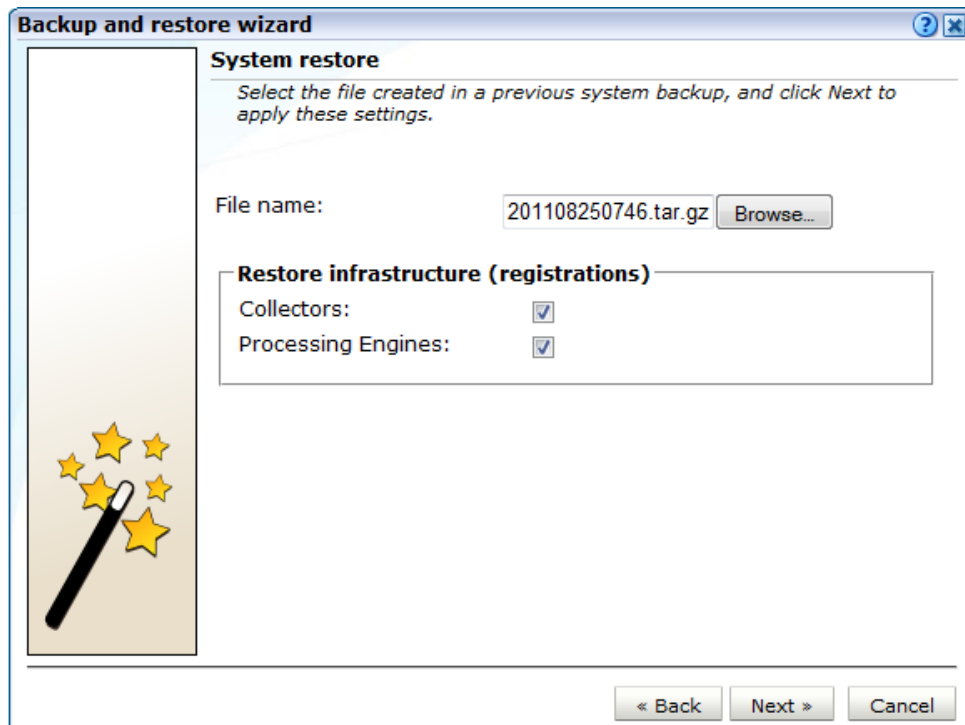 Backup and restore wizard
System restore
Select the file created in a previous system backup, and click Next to
apply these settings.
File name:
201108250746.tar.gz Browse...
Restore infrastructure (registrations)
Collectors:
Processing Engines:
« Back Next » Cancel